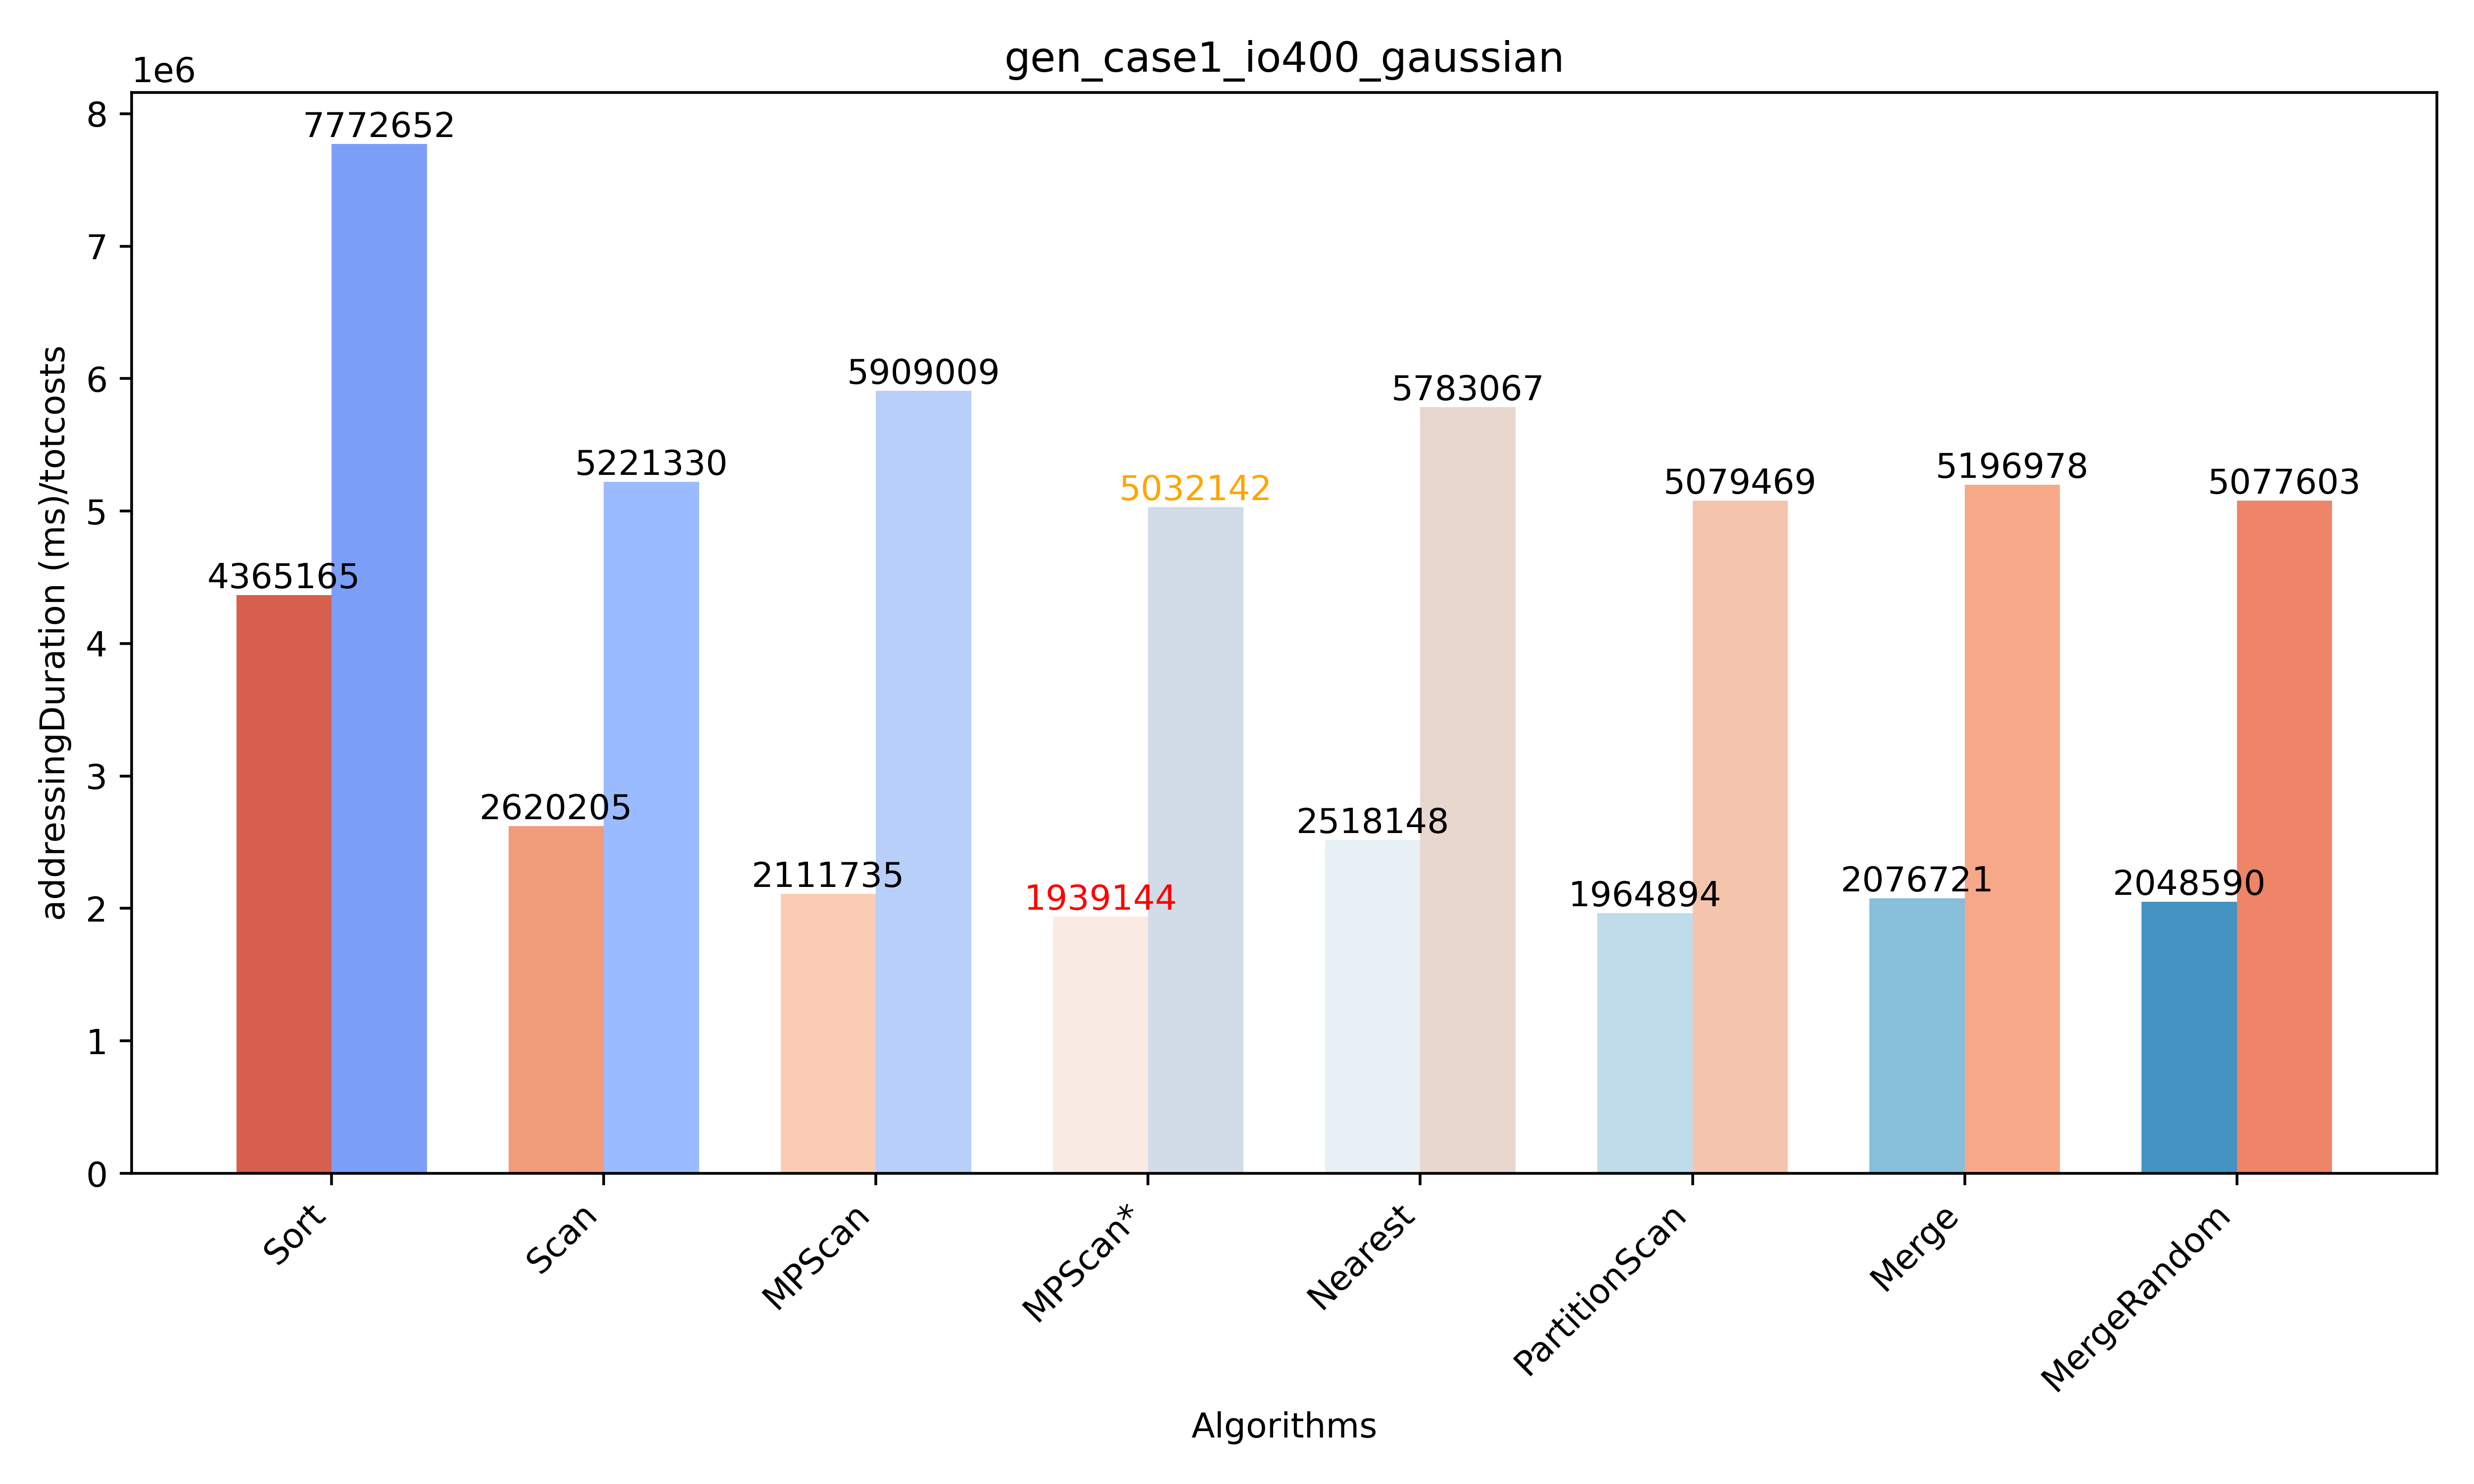 gen_case1_io400_gaussian
1e6
addressingDuration (ms)/totcosts
8
7
6
5
4
3
2
1
0
4365165
7772652
2620205
5221330
2111735
5909009
1939144
5032142
2518148
5783067
1964894
5079469
2076721
5196978
2048590
5077603
Sort
Scan
MPScan
MPScan*
Nearest
PartitionScan
Merge
MergeRandom
Algorithms